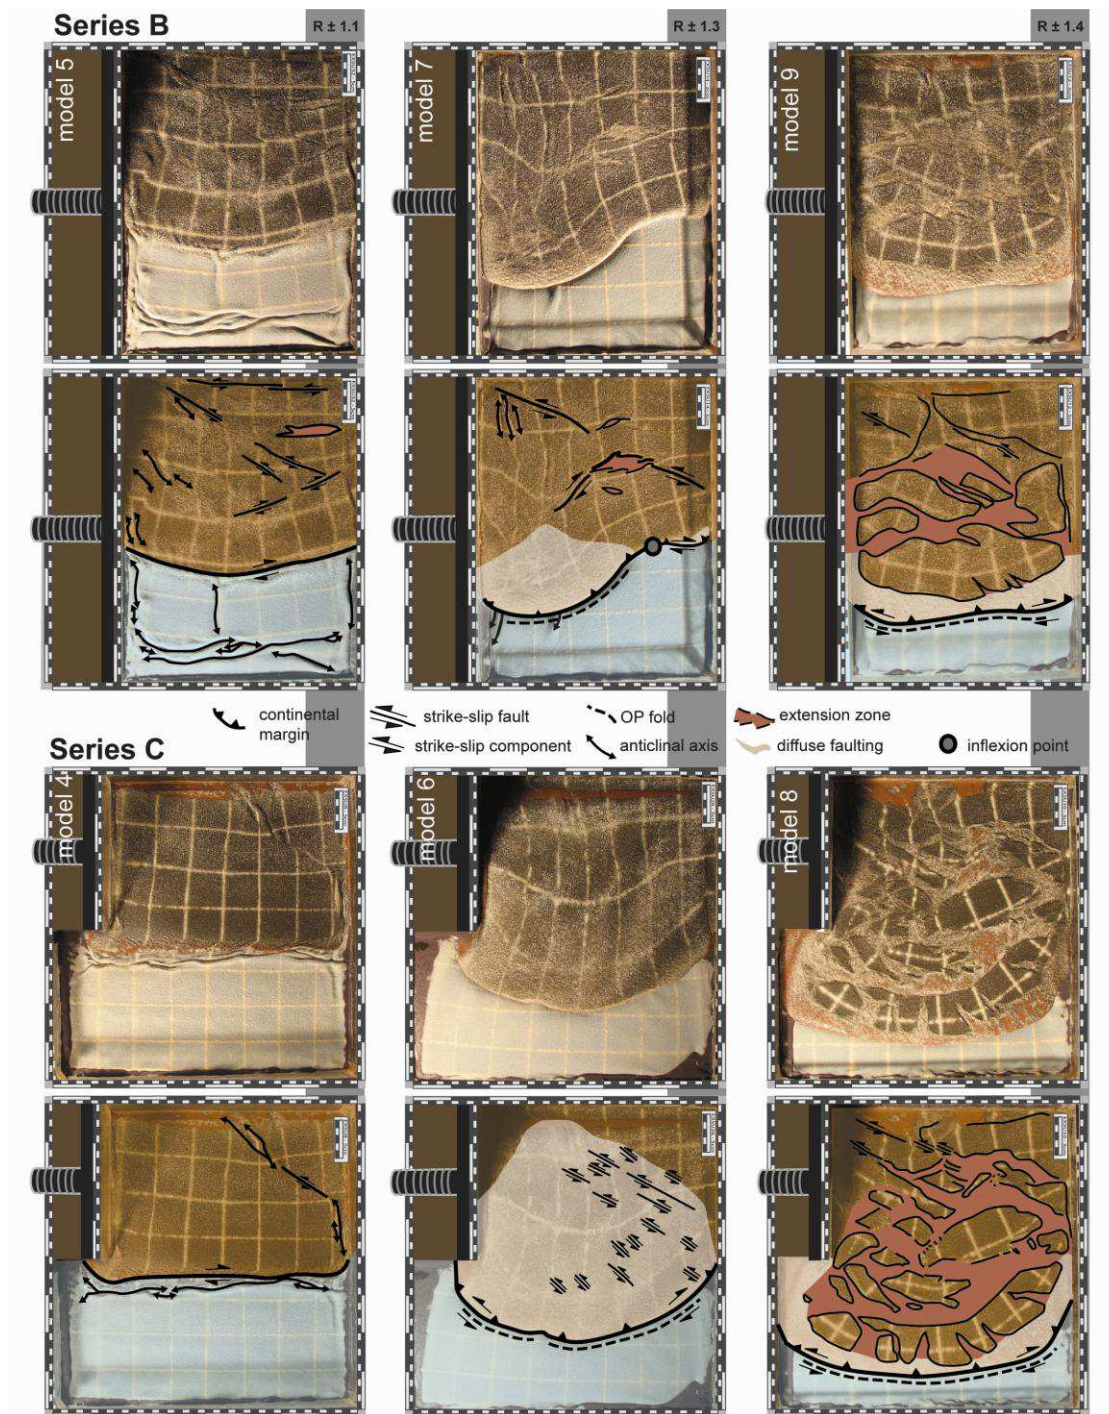 Series B
R ± 1.1
R ± 1.3
R ± 1.4
model 5
model 7
model 9
continental margin
strike-slip fault
OP fold
extension zone
strike-slip component
anticlinal axis
diffuse faulting
inflexion point
Series C
model 4
model 6
model 8